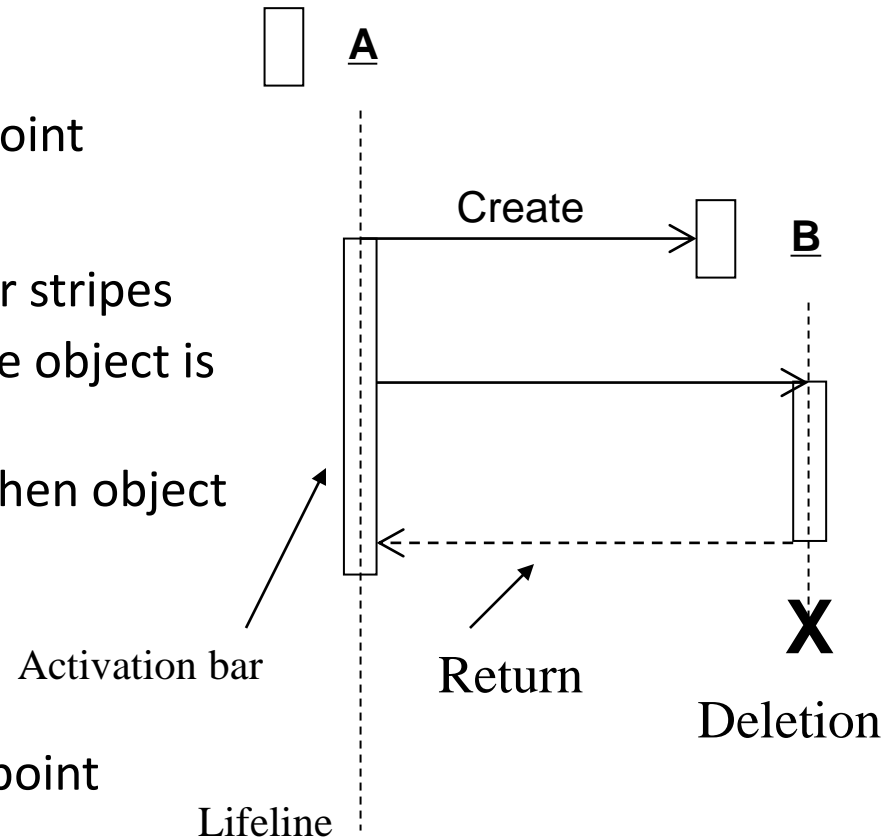 A
oint
Create
B
r stripes
e object is
hen object
Activation bar
Return
X
Deletion
point
Lifeline